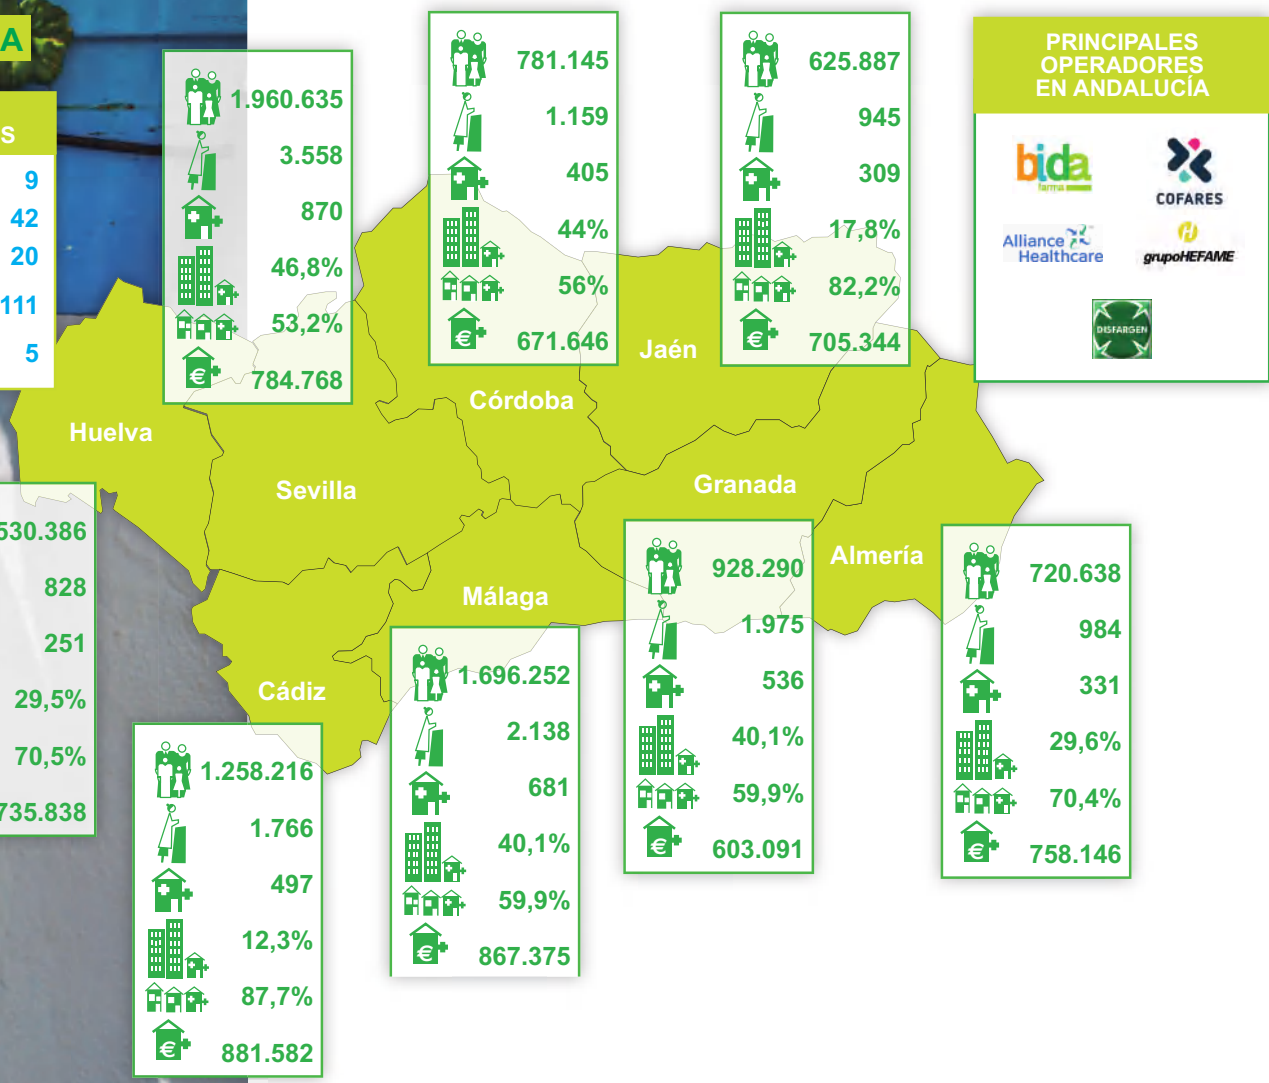 A
S
9
42
20
111
5
1.960.635
3.558
870
46,8%
53,2%
784.768
781.145
1.159
405
44%
56%
671.646
625.887
945
309
17,8%
82,2%
705.344
PRINCIPALES
OPERADORES
EN ANDALUCÍA
bida
farma
COFARES
Alliance
Healthcare
grupoHEFAME
DISFARGEN
Huelva
Sevilla
Córdoba
Jaén
Granada
Almería
Málaga
Cádiz
530.386
828
251
29,5%
70,5%
735.838
1.258.216
1.766
497
12,3%
87,7%
881.582
1.696.252
2.138
681
40,1%
59,9%
867.375
928.290
1.975
536
40,1%
59,9%
603.091
720.638
984
331
29,6%
70,4%
758.146